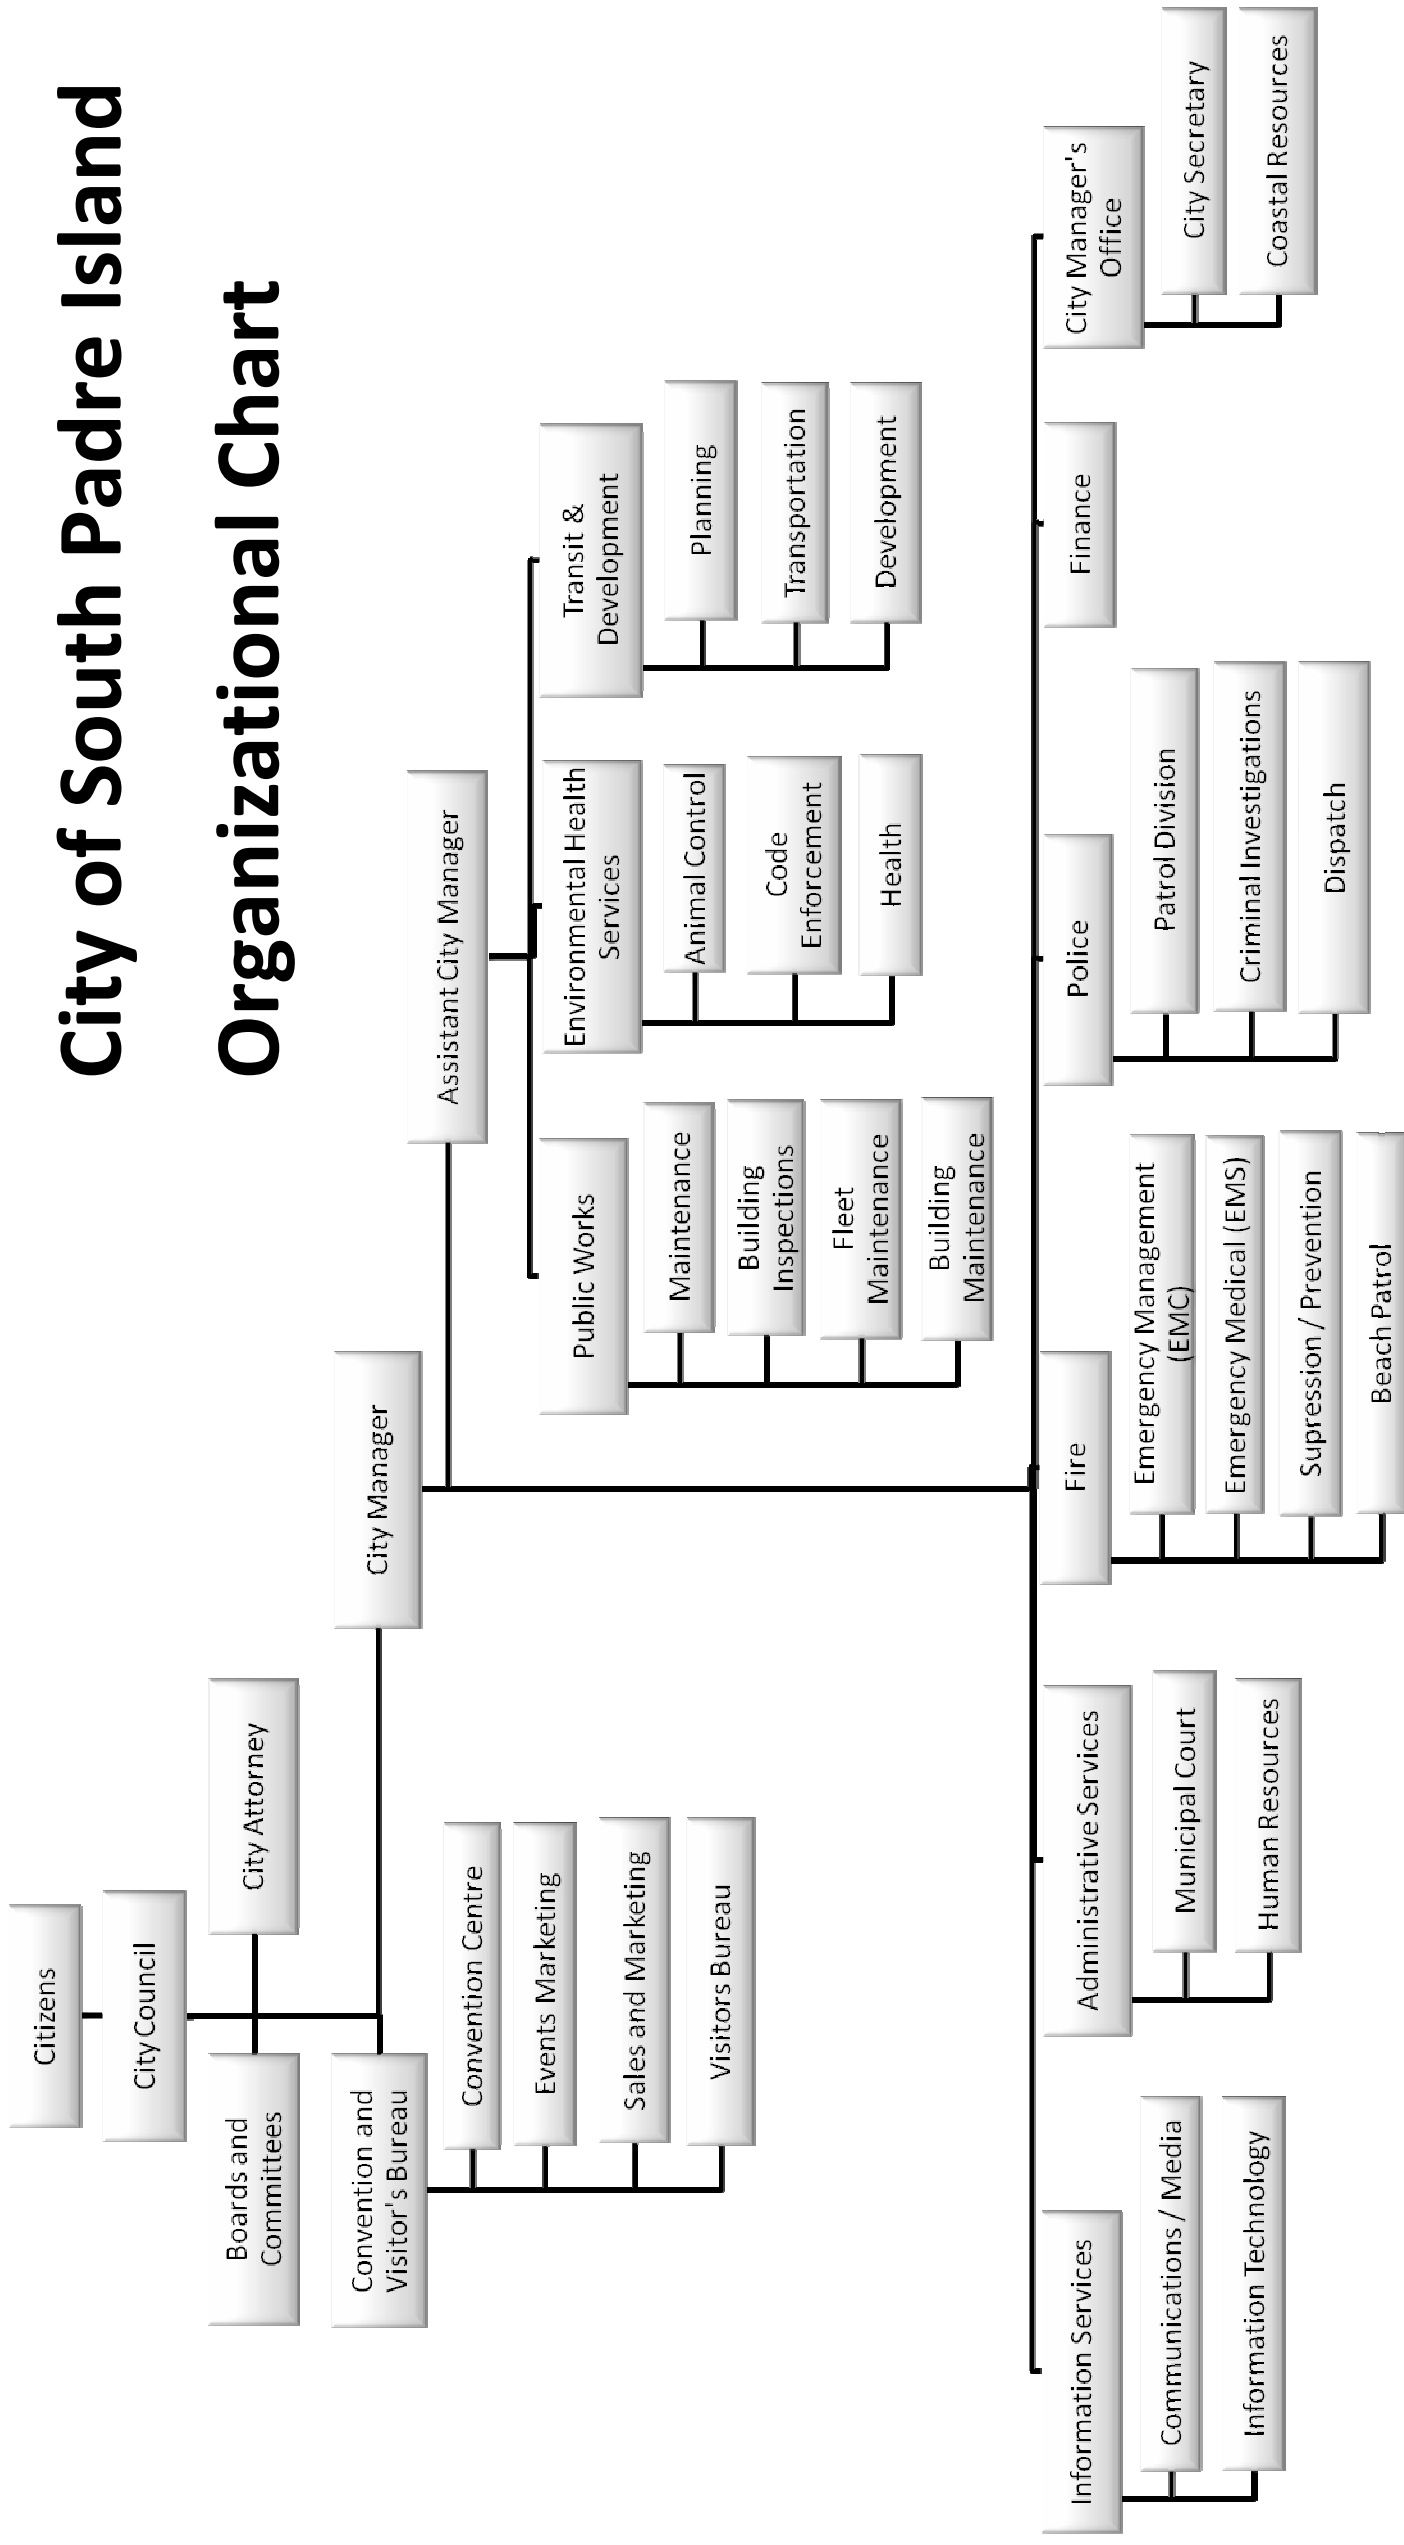 City of South Padre Island
Organizational Chart
Citizens
City Council
Boards and
Committees
City Attorney
Convention and
Visitor's Bureau
Convention Centre
Events Marketing
Sales and Marketing
Visitors Bureau
City Manager
Assistant City Manager
Public Works
Maintenance
Building
Inspections
Fleet
Maintenance
Building
Maintenance
Environmental Health
Services
Animal Control
Code
Enforcement
Health
Transit &
Development
Planning
Transportation
Development
Information Services
Communications / Media
Information Technology
Administrative Services
Municipal Court
Human Resources
Fire
Emergency Management
(EMC)
Emergency Medical (EMS)
Supression / Prevention
Beach Patrol
Police
Patrol Division
Criminal Investigations
Dispatch
Finance
City Manager's
Office
City Secretary
Coastal Resources